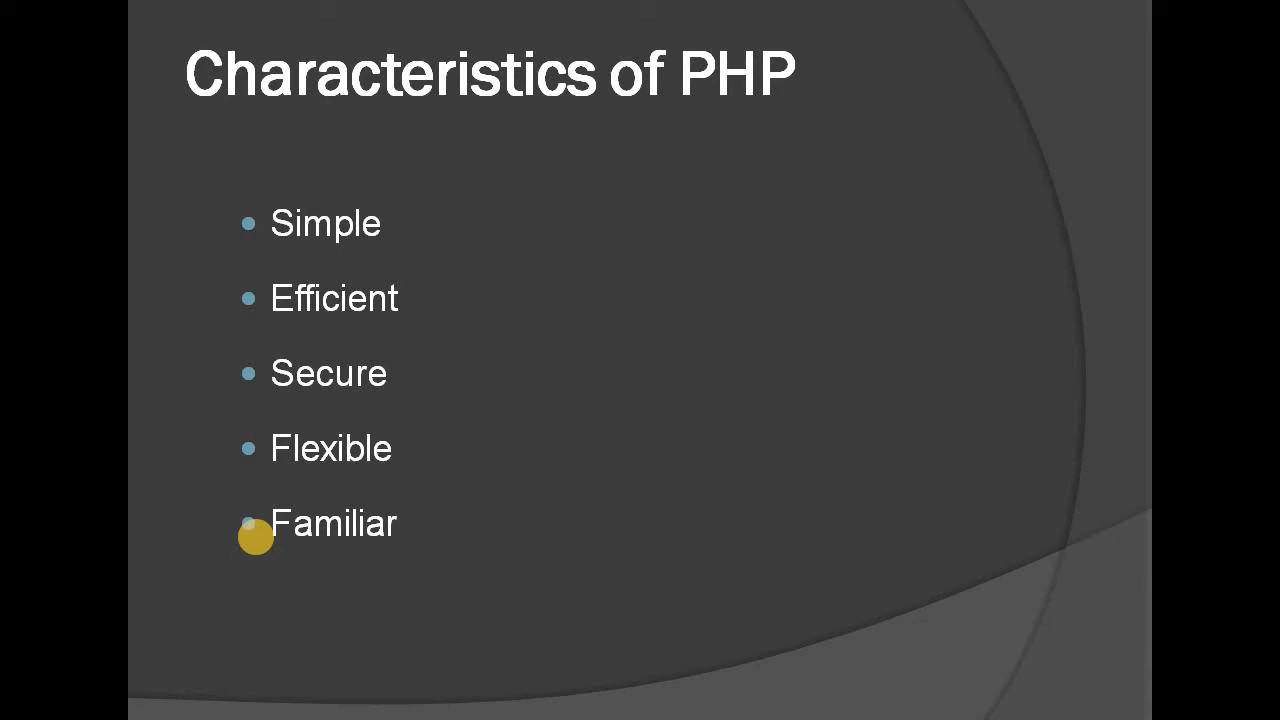 Characteristics of PHP
Simple
Efficient
Secure
Flexible
Familiar